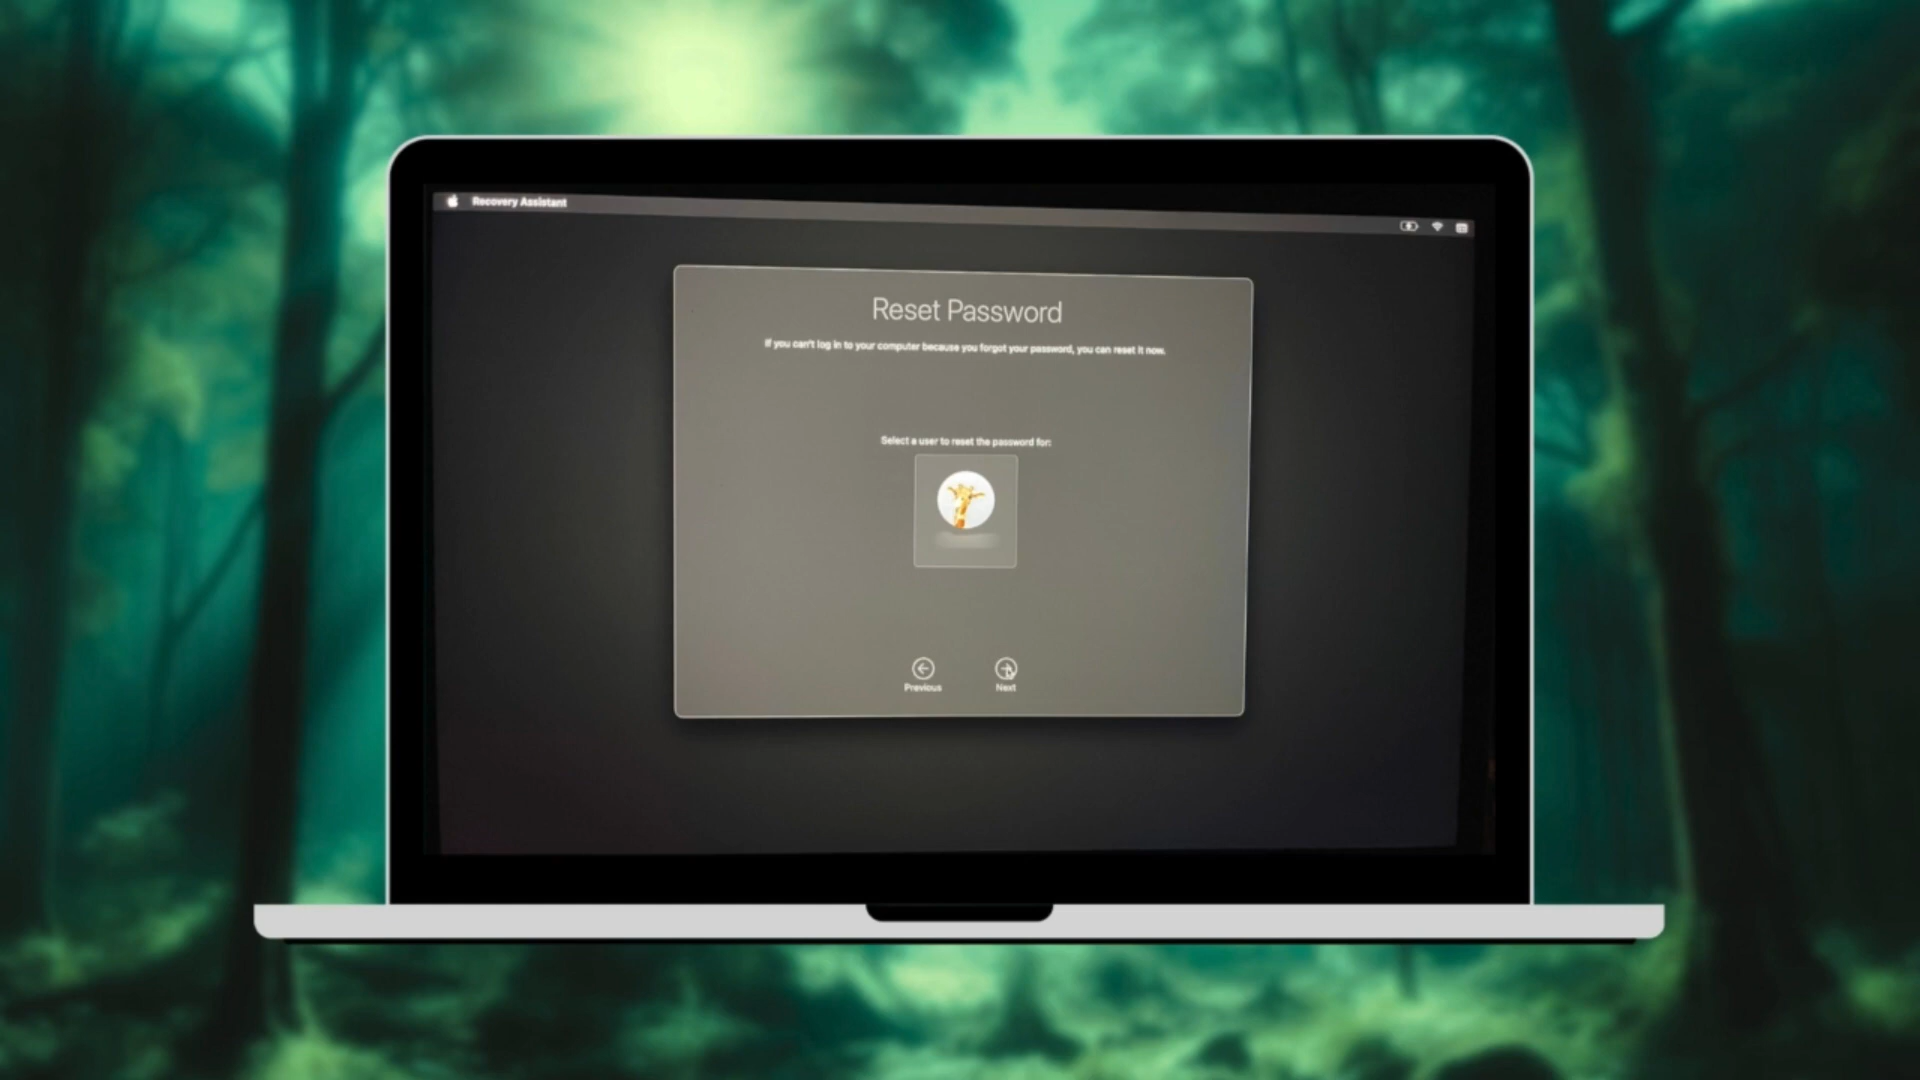 Recovery Assistant
Reset Password
If you can't log in to your computer because you forgot your password, you can reset it now.
Select a user to reset the password for:
Previous
Next